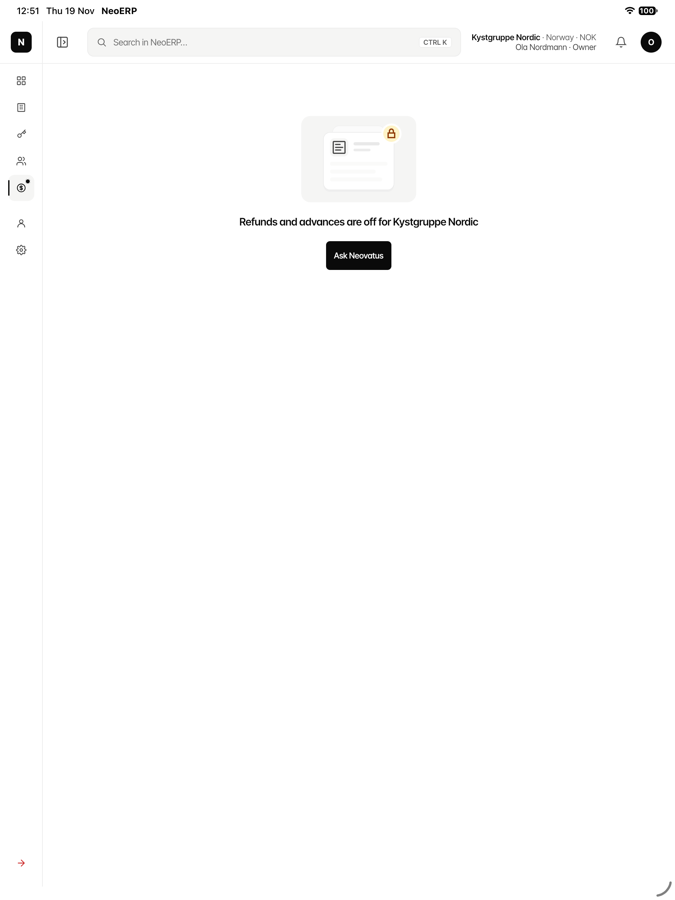 12:51 Thu 19 Nov NeoERP
100
N
Search in NeoERP...
CTRL K
Kystgruppe Nordic · Norway · NOK
Ola Nordmann · Owner
O
Refunds and advances are off for Kystgruppe Nordic
Ask Neovatus